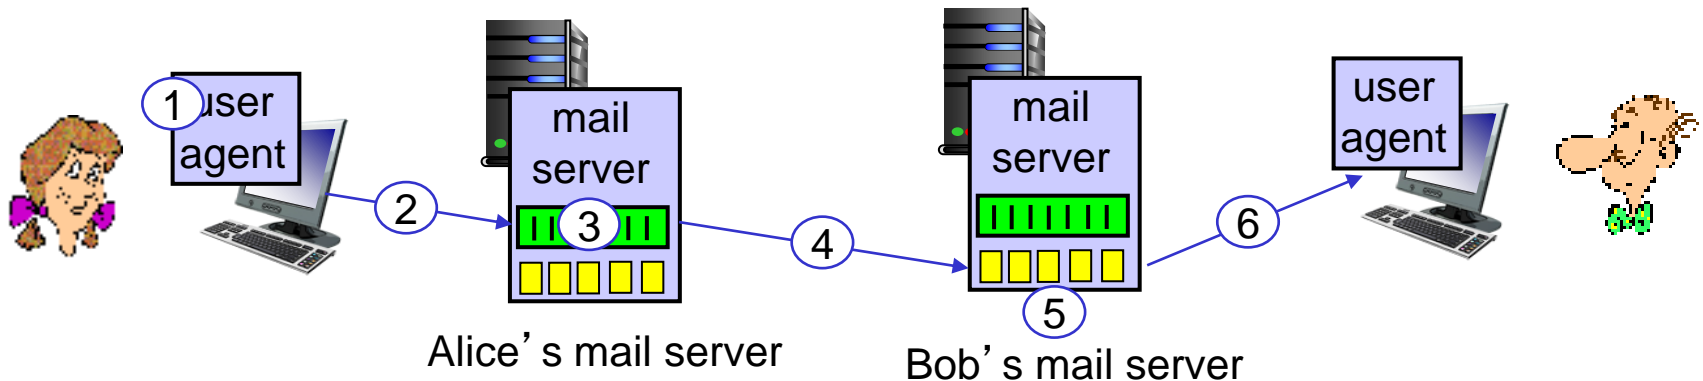 1
user
agent
2
mail
server
3
Alice's mail server
4
mail
server
5
Bob's mail server
6
user
agent